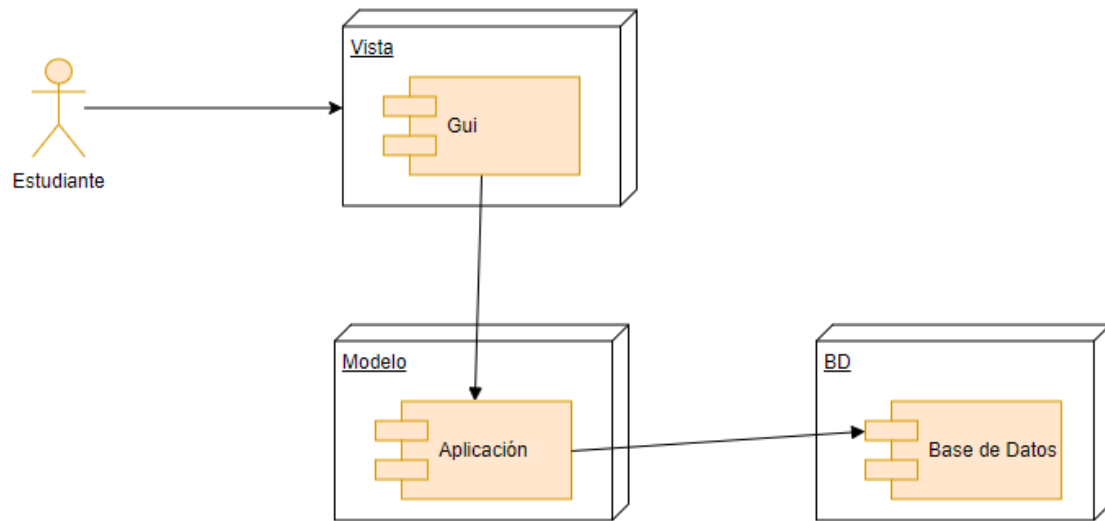 Vista
Gui
Estudiante
Modelo
Aplicación
BD
Base de Datos